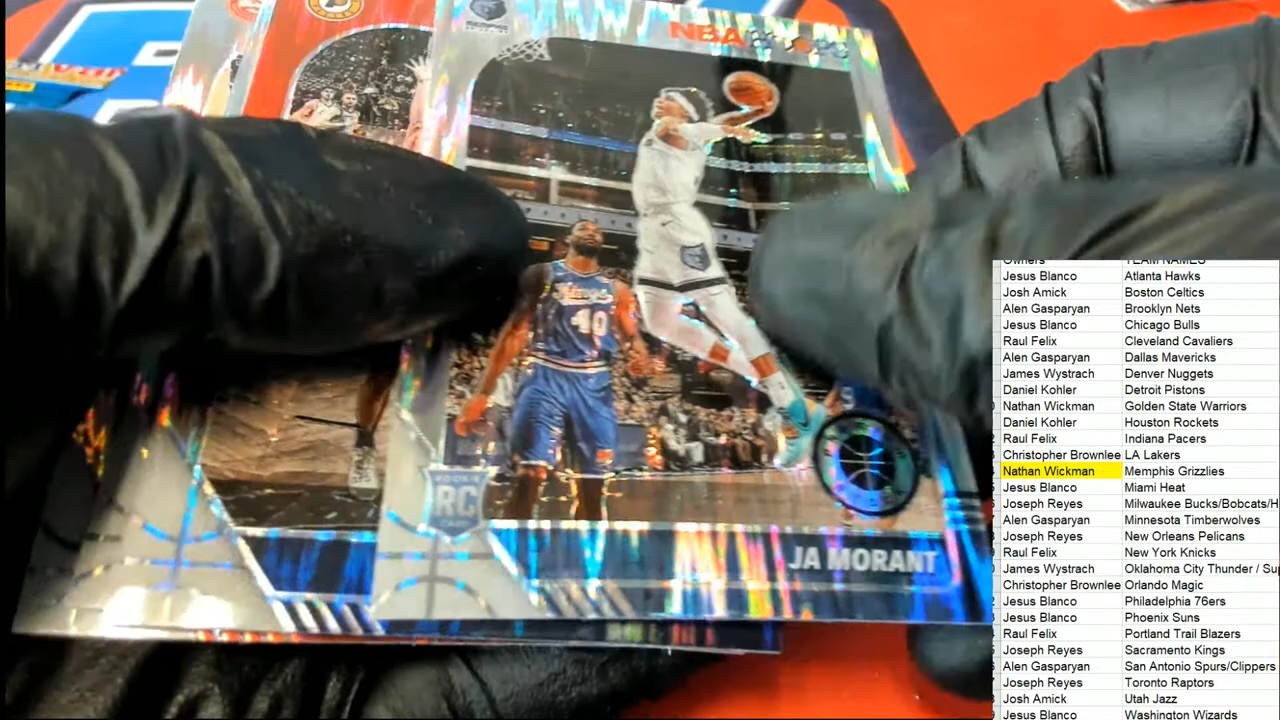 NBA
40
ROOKIE
RC
CARD
JA MORANT
Owners TEAM NAMES
Jesus Blanco Atlanta Hawks
Josh Amick Boston Celtics
Alen Gasparyan Brooklyn Nets
Jesus Blanco Chicago Bulls
Raul Felix Cleveland Cavaliers
Alen Gasparyan Dallas Mavericks
James Wystrach Denver Nuggets
Daniel Kohler Detroit Pistons
Nathan Wickman Golden State Warriors
Daniel Kohler Houston Rockets
Raul Felix Indiana Pacers
Christopher Brownlee LA Lakers
Nathan Wickman Memphis Grizzlies
Jesus Blanco Miami Heat
Joseph Reyes Milwaukee Bucks/Bobcats/H
Alen Gasparyan Minnesota Timberwolves
Joseph Reyes New Orleans Pelicans
Raul Felix New York Knicks
James Wystrach Oklahoma City Thunder / Su
Christopher Brownlee Orlando Magic
Jesus Blanco Philadelphia 76ers
Jesus Blanco Phoenix Suns
Raul Felix Portland Trail Blazers
Joseph Reyes Sacramento Kings
Alen Gasparyan San Antonio Spurs/Clippers
Joseph Reyes Toronto Raptors
Josh Amick Utah Jazz
Jesus Blanco Washington Wizards